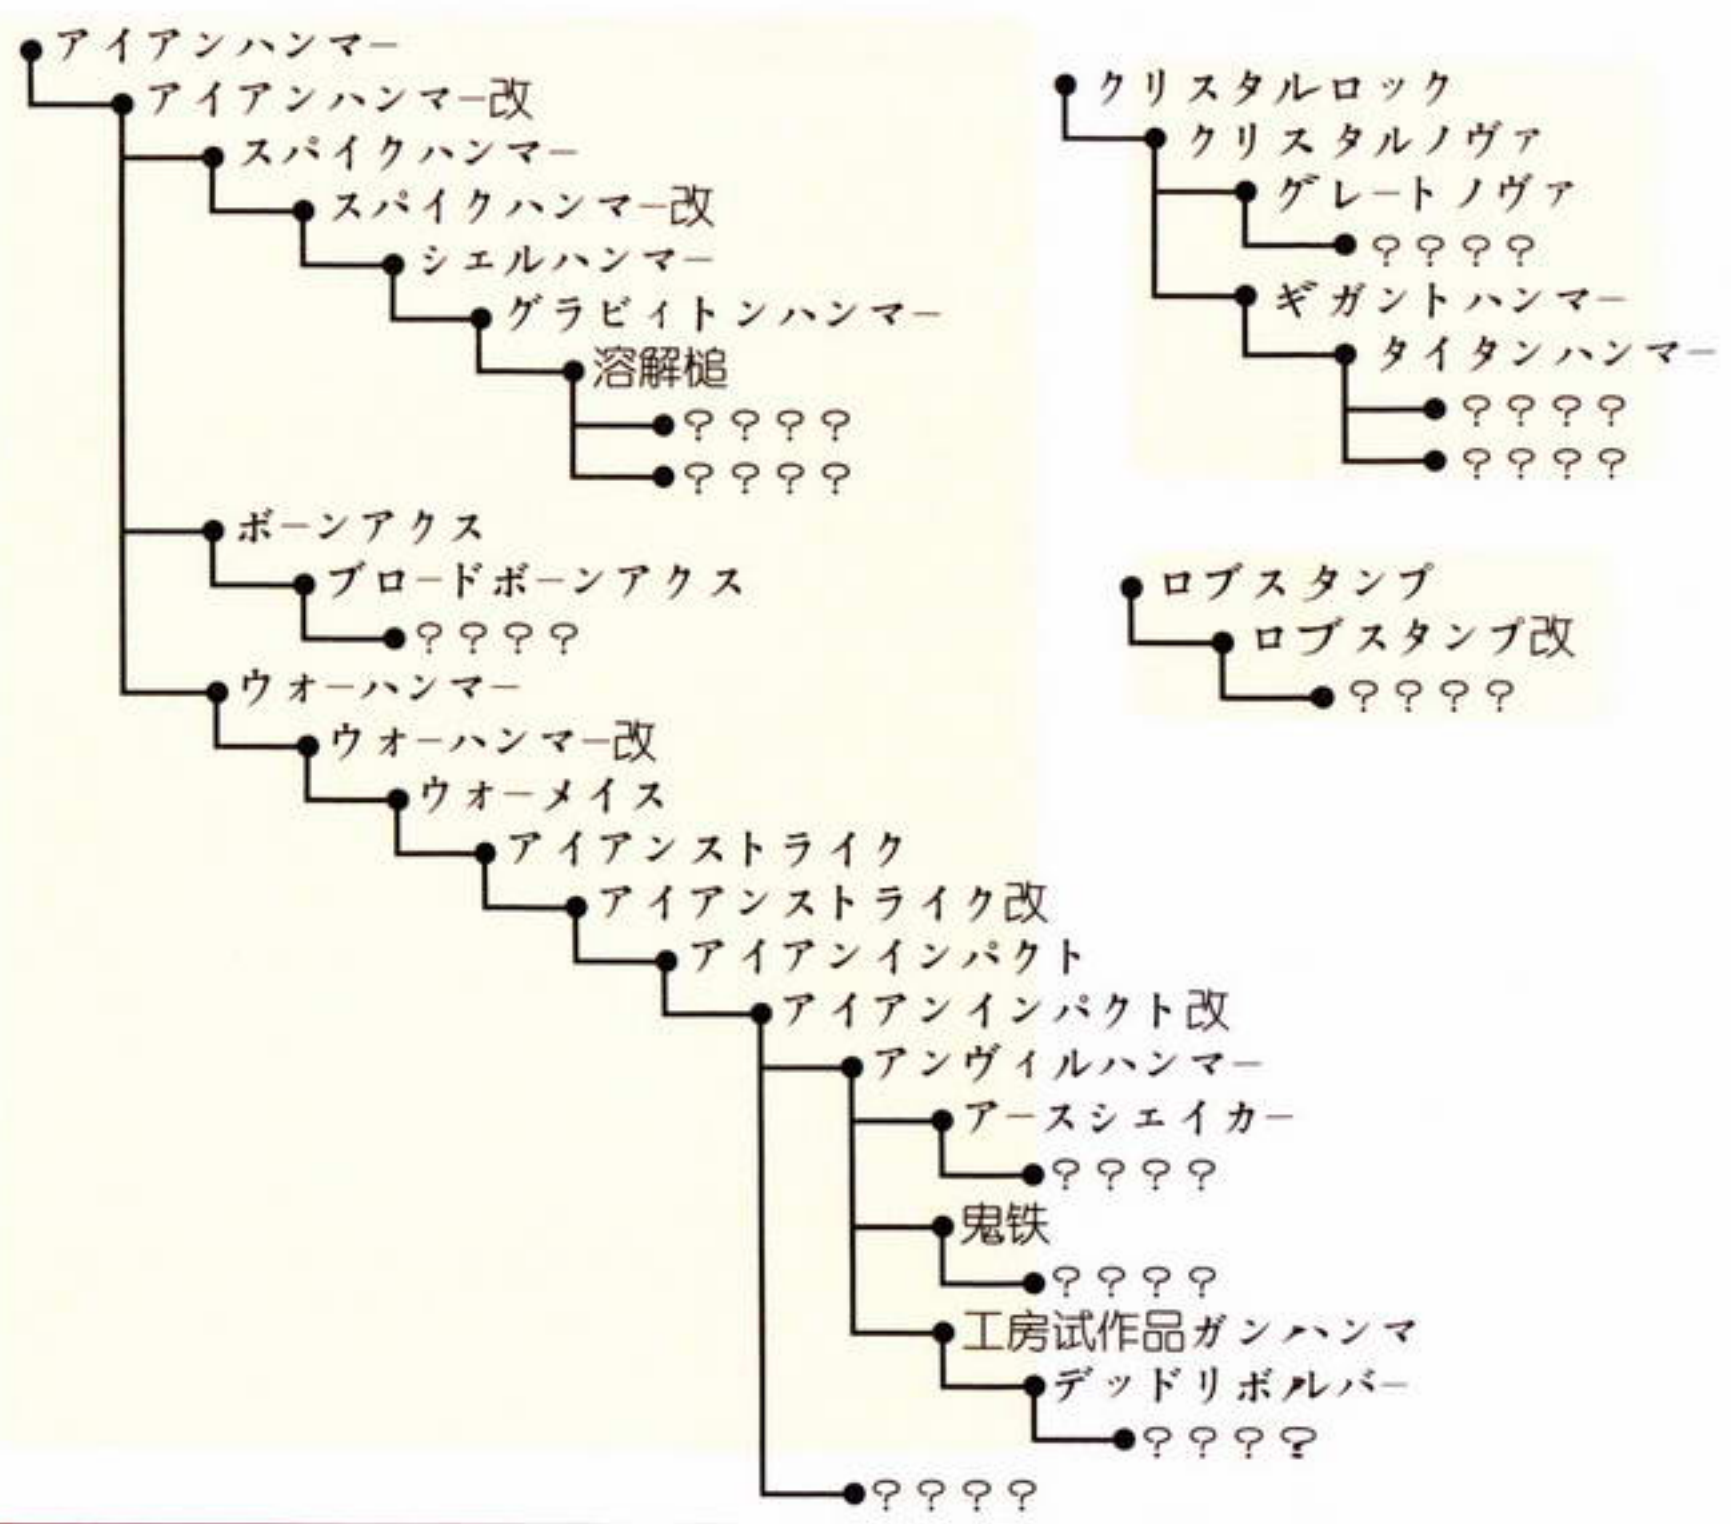 アイアンハンマー
アイアンハンマー改
スパイクハンマー
スパイクハンマー改
シェルハンマー
グラビィトンハンマー
溶解槌
？？？？
？？？？
ボーンアクス
ブロードボーンアクス
？？？？
ウォーハンマー
ウォーハンマー改
ウォーメイス
アイアンストライク
アイアンストライク改
アイアンインパクト
アイアンインパクト改
アンヴィルハンマー
アースシェイカー
？？？？
鬼铁
？？？？
工房试作品ガンハンマ
デッドリボルバー
？？？？
？？？？
クリスタルロック
クリスタルノヴァ
グレートノヴァ
？？？？
ギガントハンマー
タイタンハンマー
？？？？
？？？？
ロブスタンプ
ロブスタンプ改
？？？？